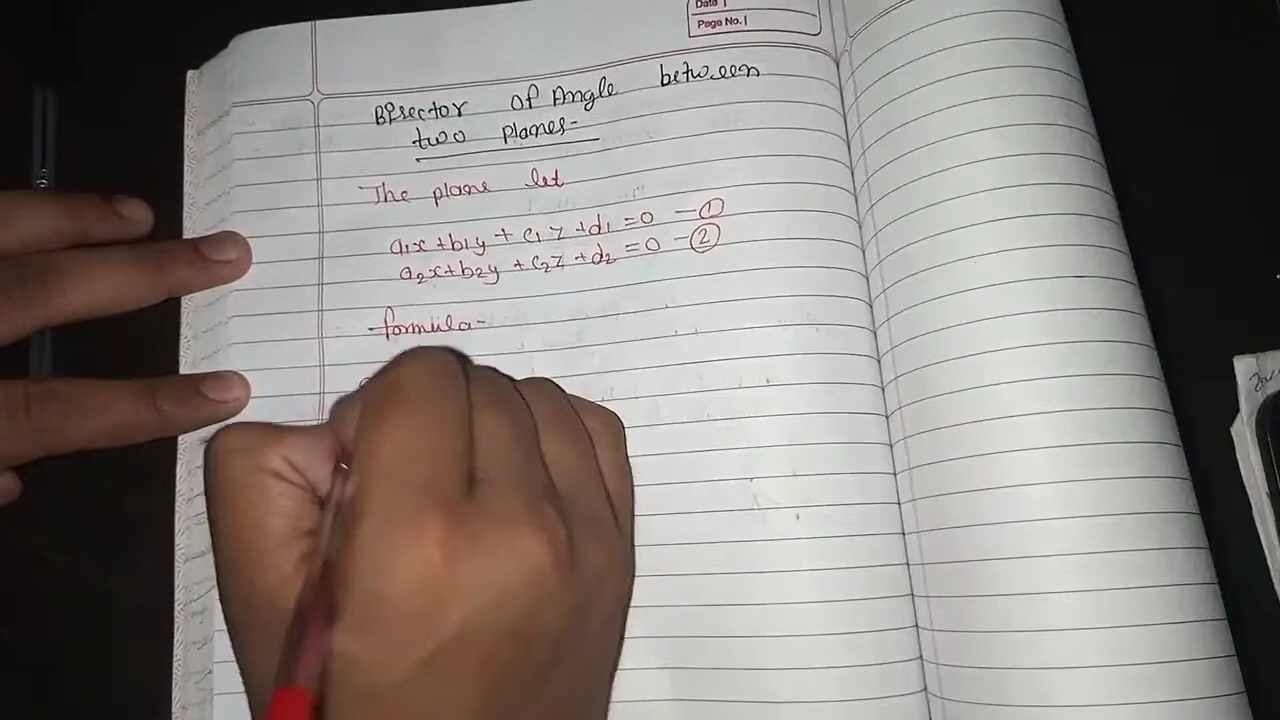 Date
Page No.
Bisector of Angle between
two planes-
The plane let
a₁x+b₁y+c₁z+d₁=0 -①
a₂x+b₂y+c₂z+d₂=0 -②
formula-